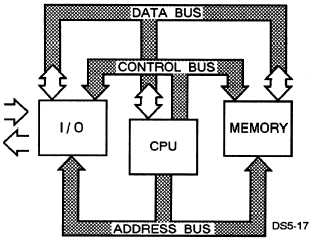 DATA BUS
CONTROL BUS
I/O
CPU
MEMORY
ADDRESS BUS
DS5-17